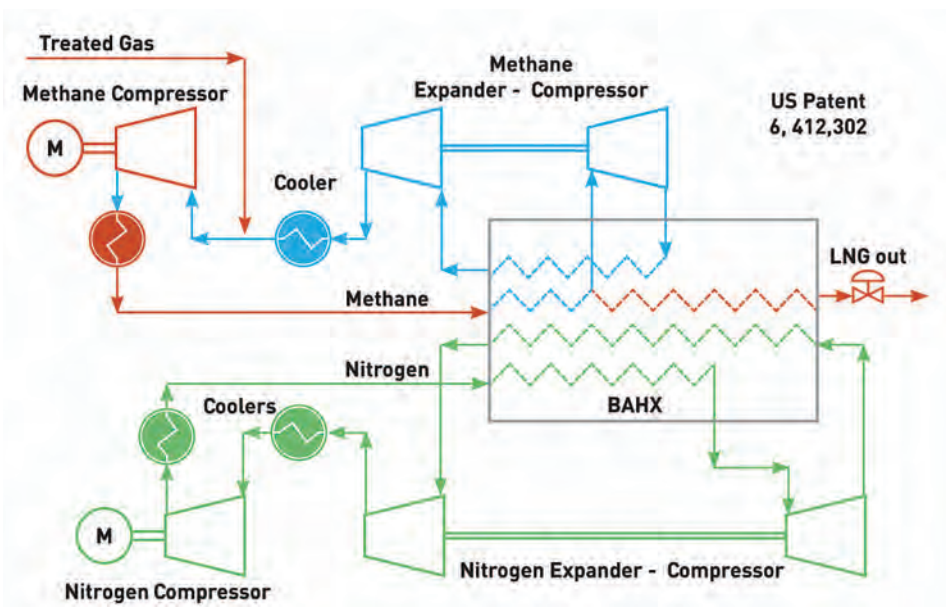 Treated Gas
Methane Compressor
M
Cooler
Methane
Expander - Compressor
US Patent
6, 412,302
LNG out
Methane
Nitrogen
BAHX
Coolers
M
Nitrogen Compressor
Nitrogen Expander - Compressor